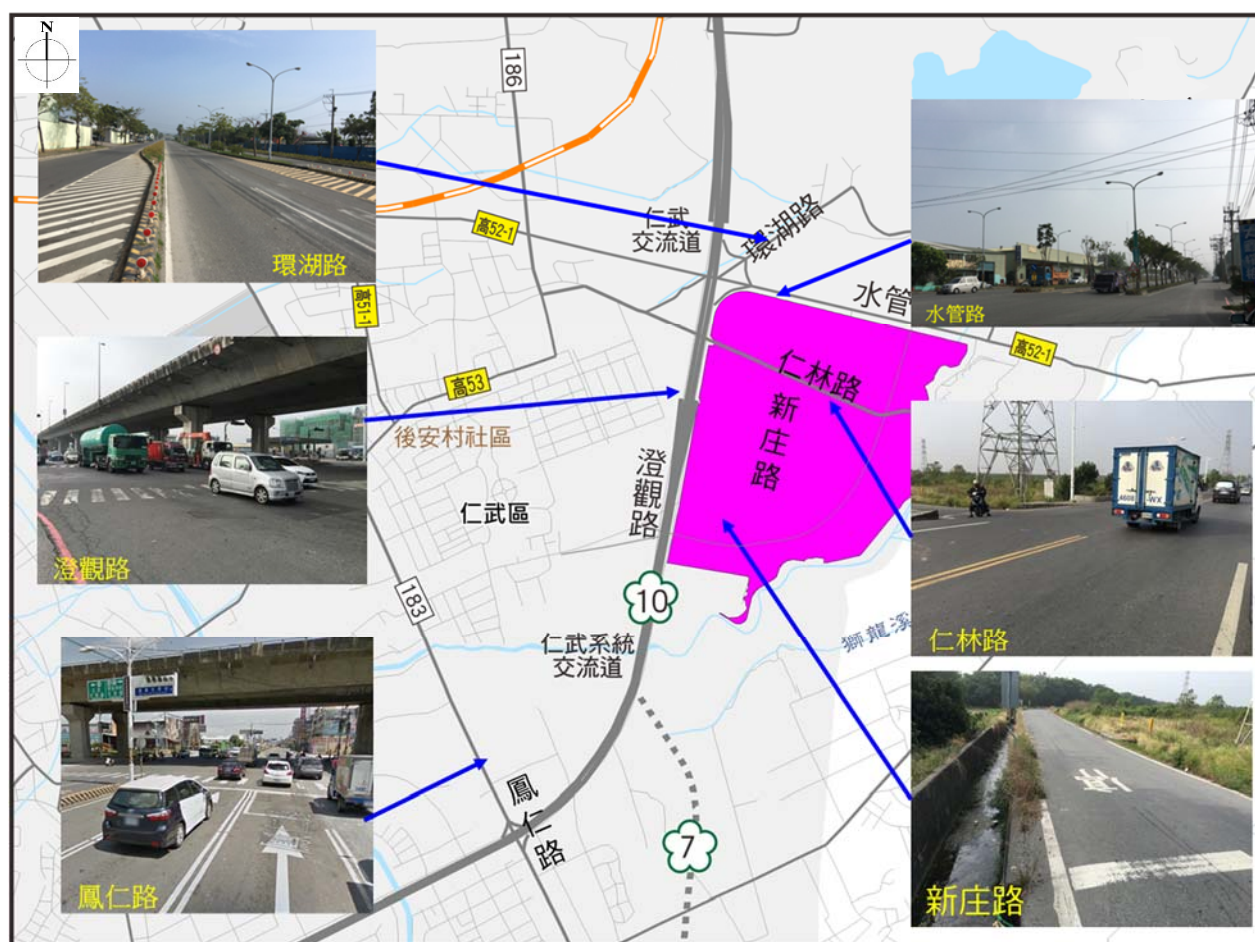 N
186
環湖路
仁武
交流道
高52-1
環湖路
水管路
水管
高51-1
高52-1
仁林路
高53
新庄路
後安村社區
澄觀路
仁武區
澄觀路
4608
WX
仁林路
183
10
獅龍溪
仁武系統
交流道
鳳仁路
7
鳳仁路
新庄路